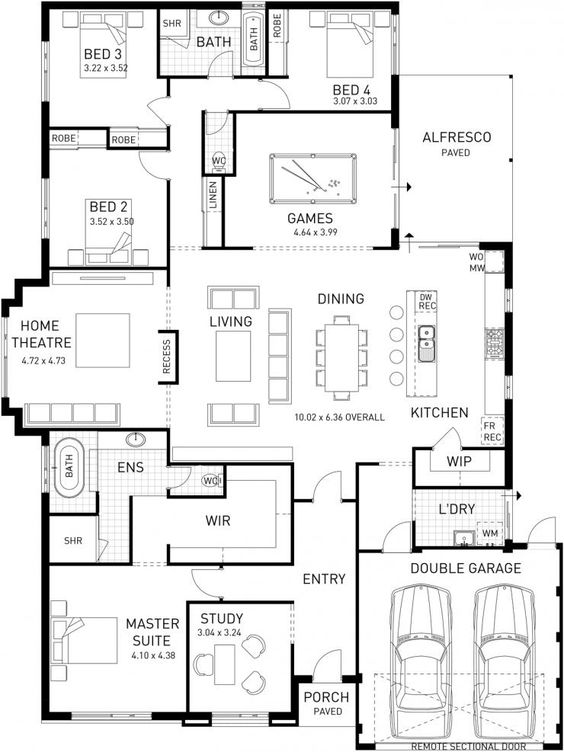 SHR
BATH
BATH
ROBE
BED 3
3.22 x 3.52
BED 4
3.07 x 3.03
ROBE
ROBE
WC
ALFRESCO
PAVED
BED 2
3.52 x 3.50
LINEN
GAMES
4.64 x 3.99
WO
MW
HOME
THEATRE
4.72 x 4.73
RECESS
LIVING
DINING
DW
REC
10.02 x 6.36 OVERALL
KITCHEN
FR
REC
BATH
ENS
WC
WIP
SHR
WIR
L'DRY
WM
ENTRY
DOUBLE GARAGE
MASTER
SUITE
4.10 x 4.38
STUDY
3.04 x 3.24
PORCH
PAVED
REMOTE SECTIONAL DOOR